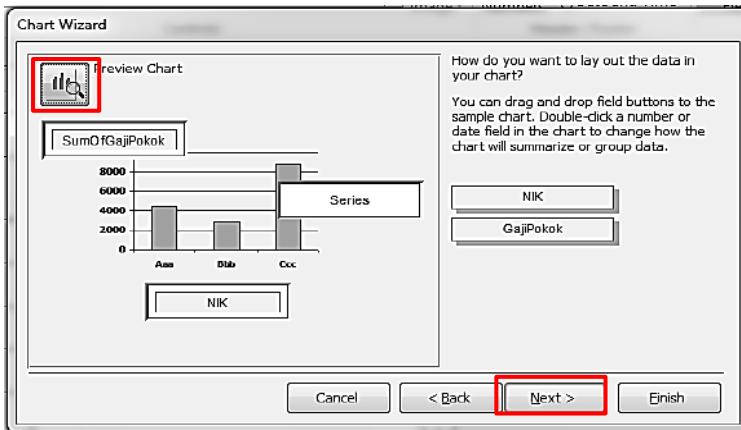 Chart Wizard
Preview Chart
SumOfGajiPokok
8000
6000
4000
2000
0
Series
Aaa Bbb Ccc
NIK
How do you want to lay out the data in
your chart?
You can drag and drop field buttons to the
sample chart. Double-click a number or
date field in the chart to change how the
chart will summarize or group data.
NIK
GajiPokok
Cancel < Back Next > Finish